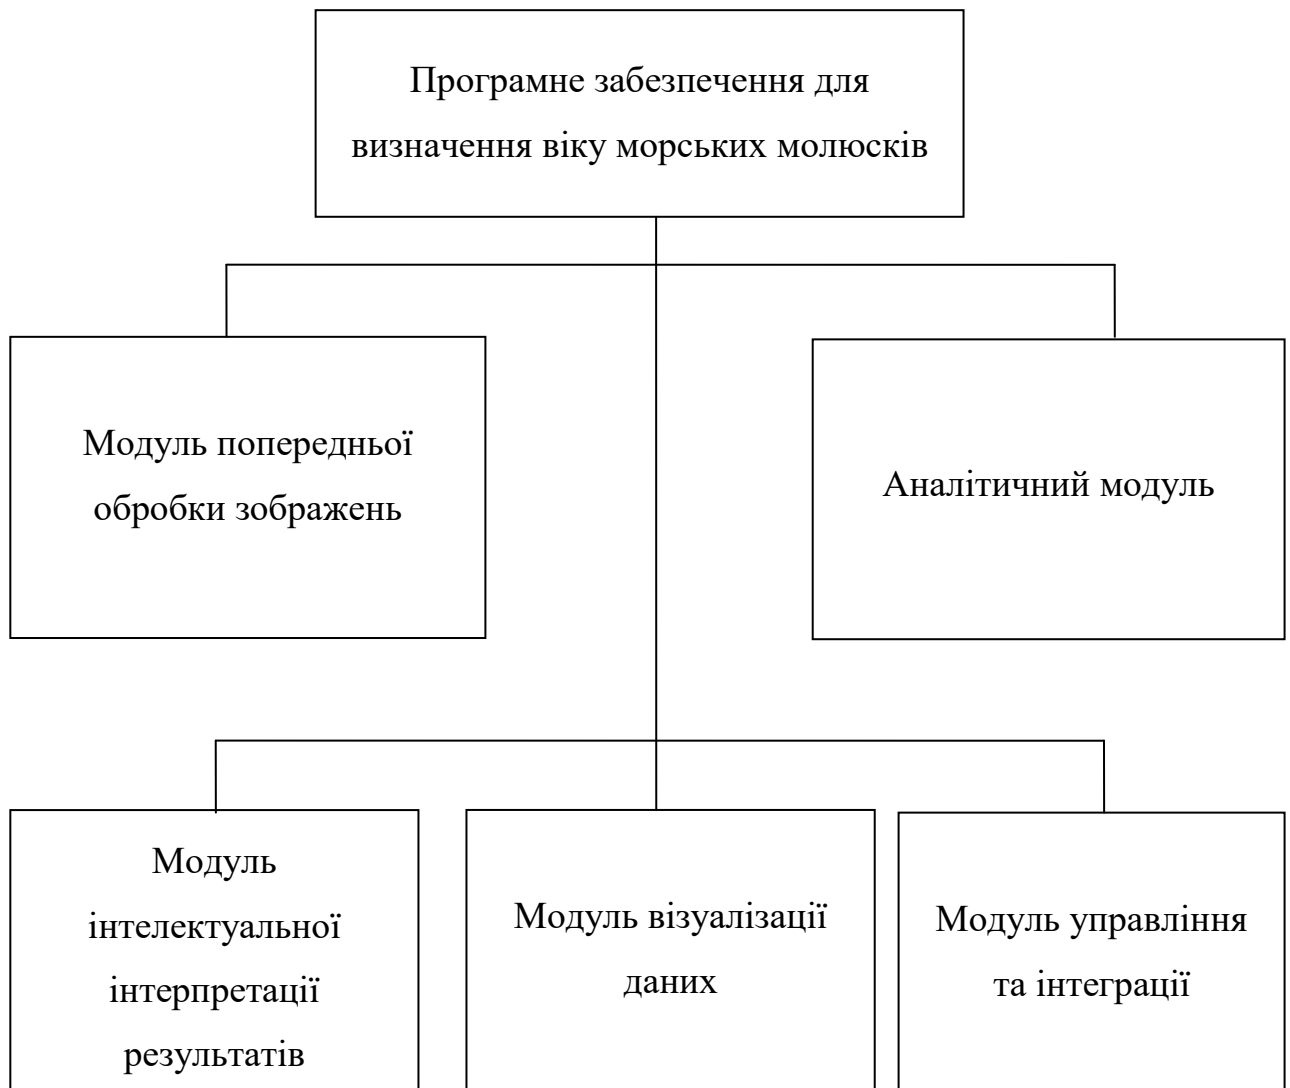 Програмне забезпечення для
визначення віку морських молюсків
Модуль попередньої
обробки зображень
Аналітичний модуль
Модуль
інтелектуальної
інтерпретації
результатів
Модуль візуалізації
даних
Модуль управління
та інтеграції